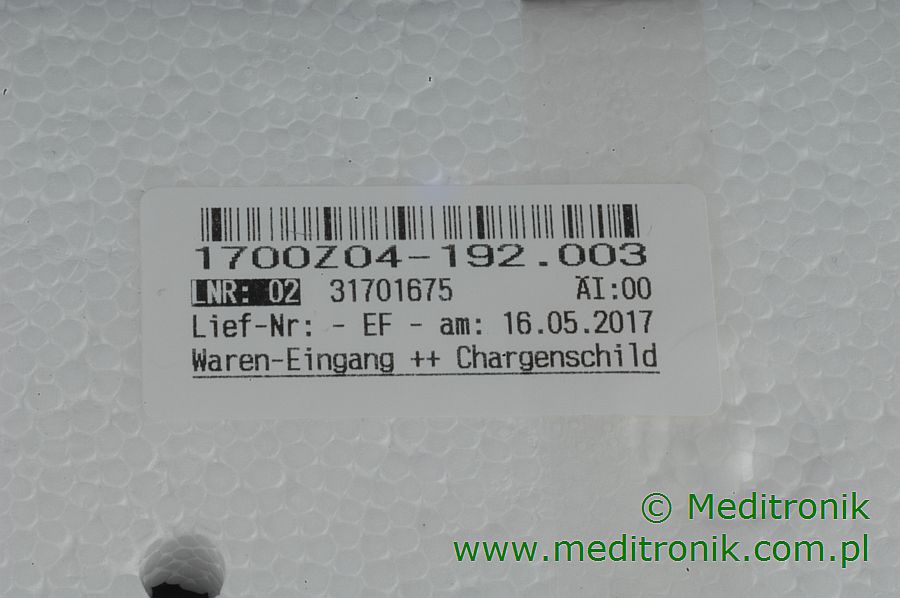 1700Z04-192.003
LNR: 02 31701675 ÄI:00
Lief-Nr: - EF - am: 16.05.2017
Waren-Eingang ++ Chargenschild
© Meditronik
www.meditronik.com.pl